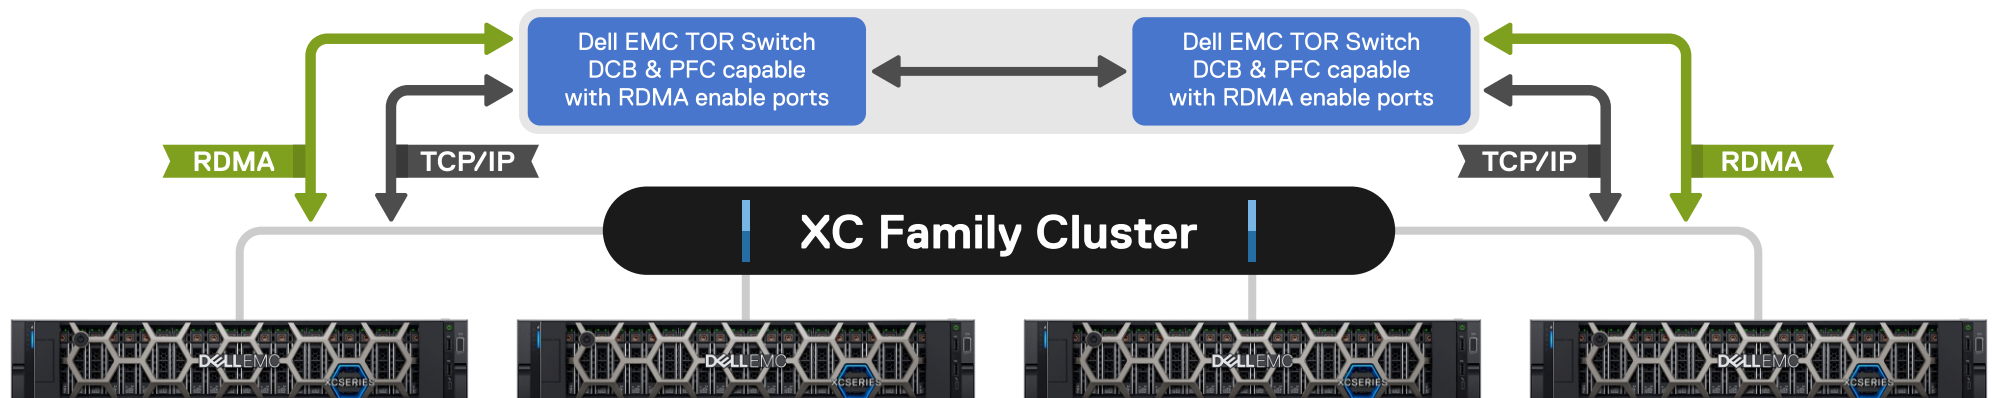 Dell EMC TOR Switch
DCB & PFC capable
with RDMA enable ports
Dell EMC TOR Switch
DCB & PFC capable
with RDMA enable ports
RDMA
TCP/IP
TCP/IP
RDMA
XC Family Cluster
DELLEMC
XCSERIES
DELLEMC
XCSERIES
DELLEMC
XCSERIES
DELLEMC
XCSERIES